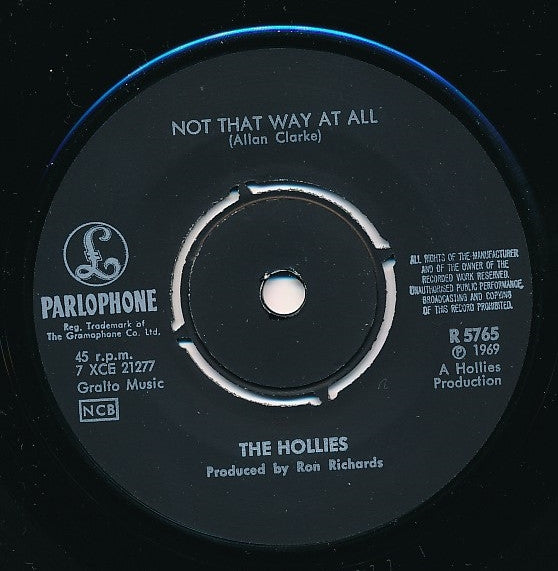 NOT THAT WAY AT ALL
(Allan Clarke)
£
PARLOPHONE
Reg. Trademark of
The Gramophone Co. Ltd.
45 r.p.m.
7 XCE 21277
Gralto Music
NCB
ALL RIGHTS OF THE MANUFACTURER
AND OF THE OWNER OF THE
RECORDED WORK RESERVED.
UNAUTHORISED PUBLIC PERFORMANCE,
BROADCASTING AND COPYING
OF THIS RECORD PROHIBITED.
R 5765
℗ 1969
A Hollies
Production
THE HOLLIES
Produced by Ron Richards